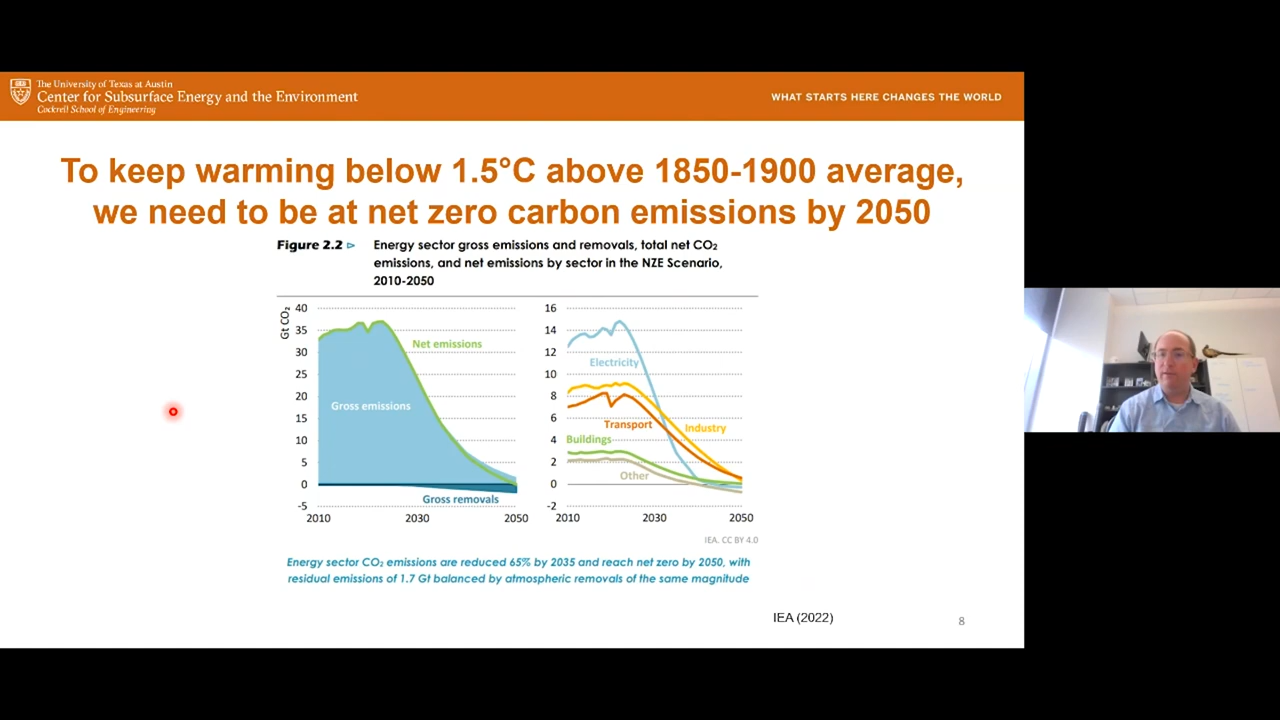 The University of Texas at Austin
Center for Subsurface Energy and the Environment
Cockrell School of Engineering
WHAT STARTS HERE CHANGES THE WORLD
To keep warming below 1.5°C above 1850-1900 average,
we need to be at net zero carbon emissions by 2050
Figure 2.2 ▷ Energy sector gross emissions and removals, total net CO₂
emissions, and net emissions by sector in the NZE Scenario,
2010-2050
Gt CO₂
40
35
30
25
20
15
10
5
0
-5
2010 2030 2050
Net emissions
Gross emissions
Gross removals
16
14
12
10
8
6
4
2
0
-2
2010 2030 2050
Electricity
Transport
Industry
Buildings
Other
IEA. CC BY 4.0
Energy sector CO₂ emissions are reduced 65% by 2035 and reach net zero by 2050, with
residual emissions of 1.7 Gt balanced by atmospheric removals of the same magnitude
IEA (2022)
8